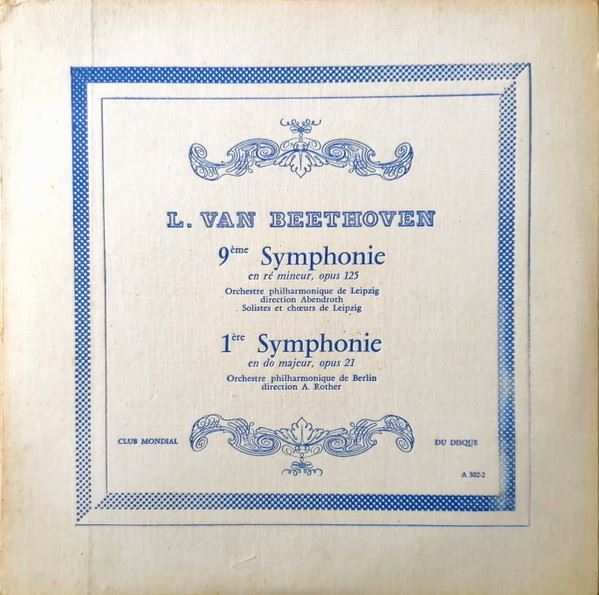 L. VAN BEETHOVEN
9ème Symphonie
en ré mineur, opus 125
Orchestre philharmonique de Leipzig
direction Abendroth
Solistes et chœurs de Leipzig
1ère Symphonie
en do majeur, opus 21
Orchestre philharmonique de Berlin
direction A. Rother
CLUB MONDIAL DU DISQUE
A 302-2